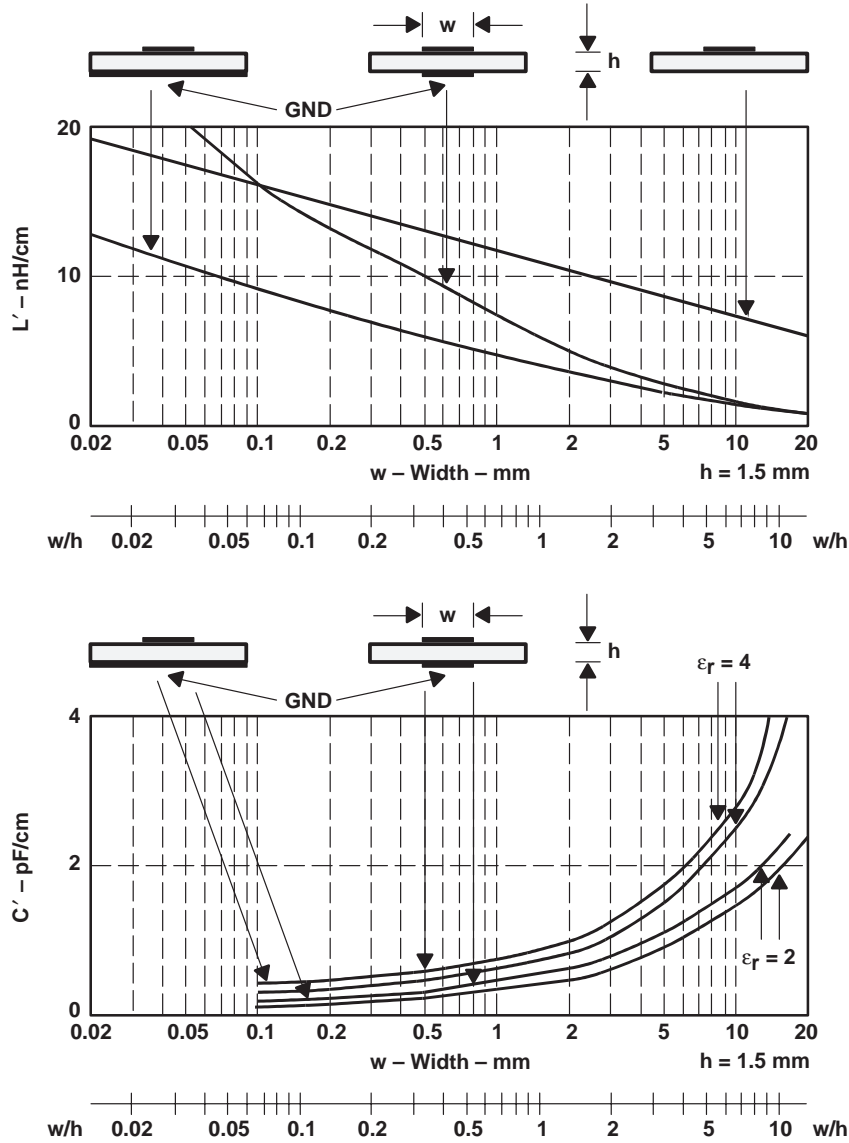 w
h
GND
20
10
0
L′ – nH/cm
0.02 0.05 0.1 0.2 0.5 1 2 5 10 20
w – Width – mm h = 1.5 mm
w/h 0.02 0.05 0.1 0.2 0.5 1 2 5 10 w/h
w
h
εr = 4
GND
4
2
0
C′ – pF/cm
εr = 2
0.02 0.05 0.1 0.2 0.5 1 2 5 10 20
w – Width – mm h = 1.5 mm
w/h 0.02 0.05 0.1 0.2 0.5 1 2 5 10 w/h